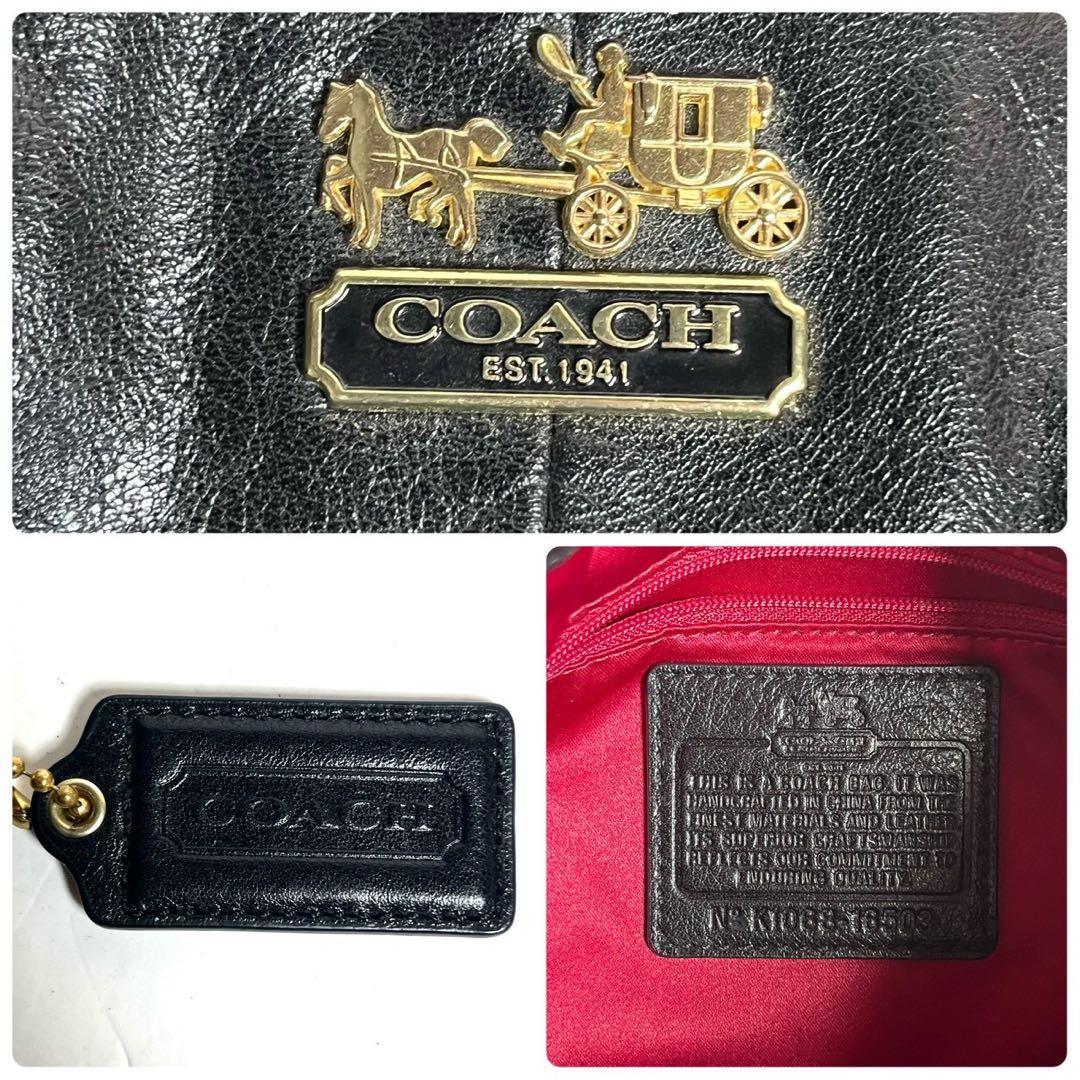 COACH
EST. 1941
COACH
THIS IS A COACH BAG. IT WAS
HANDCRAFTED IN CHINA FROM THE
FINEST MATERIALS AND LEATHER
ITS SUPERIOR CRAFTSMANSHIP
REFLECTS OUR COMMITMENT TO
ENDURING QUALITY.
Nº K1068-16503